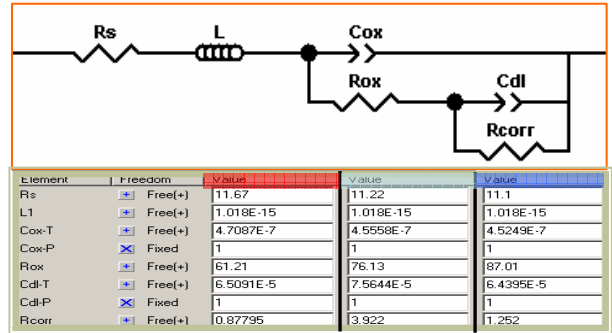 Rs L Cox
Rox Cdl
Rcorr
Element Freedom Value Value Value
Rs + Free(+) 11.67 11.22 11.1
L1 + Free(+) 1.018E-15 1.018E-15 1.018E-15
Cox-T + Free(+) 4.7087E-7 4.5558E-7 4.5249E-7
Cox-P X Fixed 1 1 1
Rox + Free(+) 61.21 76.13 87.01
Cdl-T + Free(+) 6.5091E-5 7.5644E-5 6.4395E-5
Cdl-P X Fixed 1 1 1
Rcorr + Free(+) 0.87795 3.922 1.252